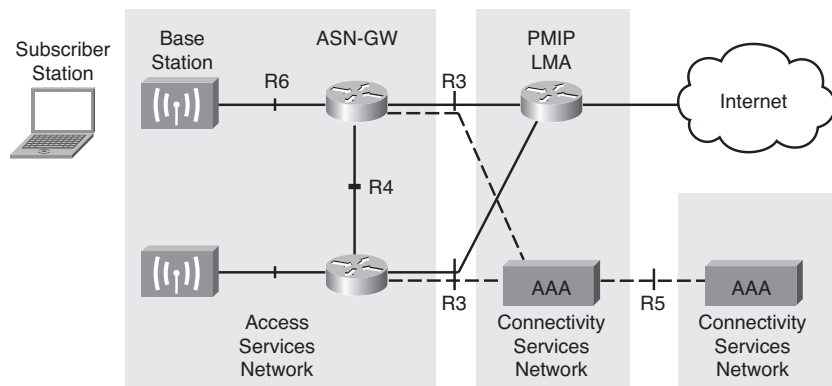 Subscriber
Station
Base
Station
ASN-GW
PMIP
LMA
R6
R3
Internet
R4
R3
AAA
R5
AAA
Access
Services
Network
Connectivity
Services
Network
Connectivity
Services
Network